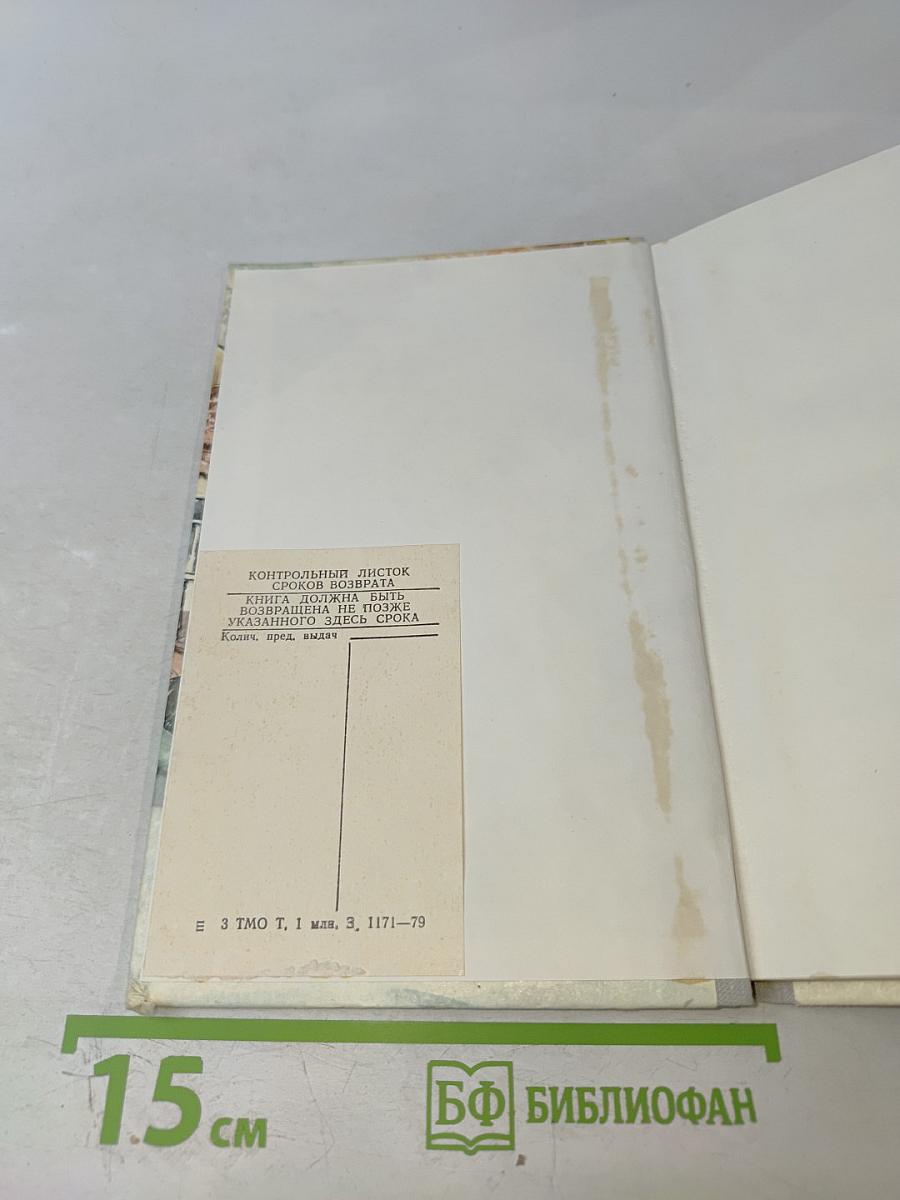 КОНТРОЛЬНЫЙ ЛИСТОК
СРОКОВ ВОЗВРАТА
КНИГА ДОЛЖНА БЫТЬ
ВОЗВРАЩЕНА НЕ ПОЗЖЕ
УКАЗАННОГО ЗДЕСЬ СРОКА
Колич. пред. выдач
3 ТМО Т. 1 млн. З. 1171—79
15 см
БФ БИБЛИОФАН